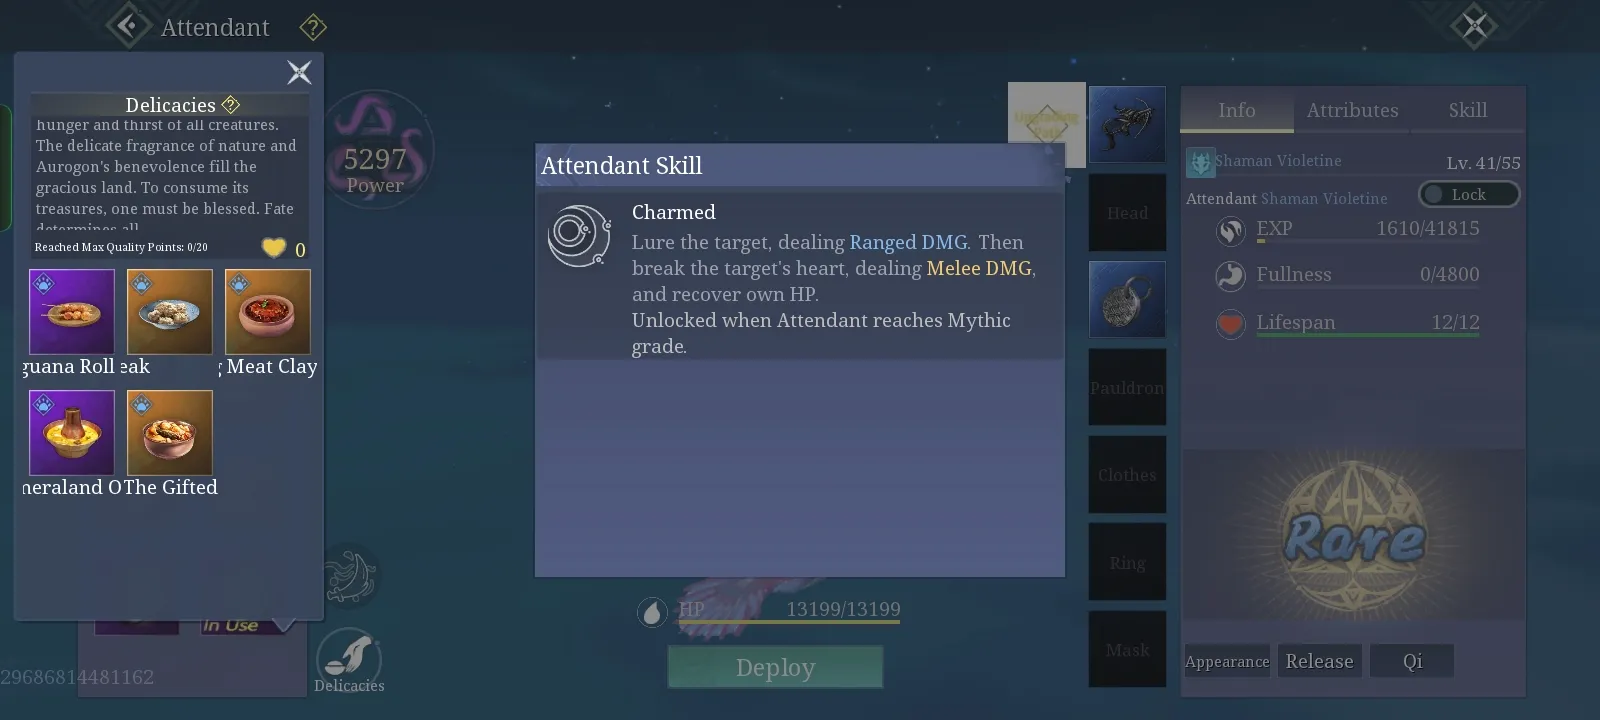 Attendant
Delicacies
hunger and thirst of all creatures.
The delicate fragrance of nature and
Aurogon's benevolence fill the
gracious land. To consume its
treasures, one must be blessed. Fate
determines all
Reached Max Quality Points: 0/20
0
guana Roll
eak
Meat Clay
neraland O
The Gifted
In Use
29686814481162
Delicacies
5297
Power
Attendant Skill
Charmed
Lure the target, dealing Ranged DMG. Then
break the target's heart, dealing Melee DMG,
and recover own HP.
Unlocked when Attendant reaches Mythic
grade.
HP 13199/13199
Deploy
Head
Pauldron
Clothes
Ring
Mask
Info Attributes Skill
Shaman Violetine Lv. 41/55
Attendant Shaman Violetine Lock
EXP 1610/41815
Fullness 0/4800
Lifespan 12/12
Rare
Appearance Release Qi